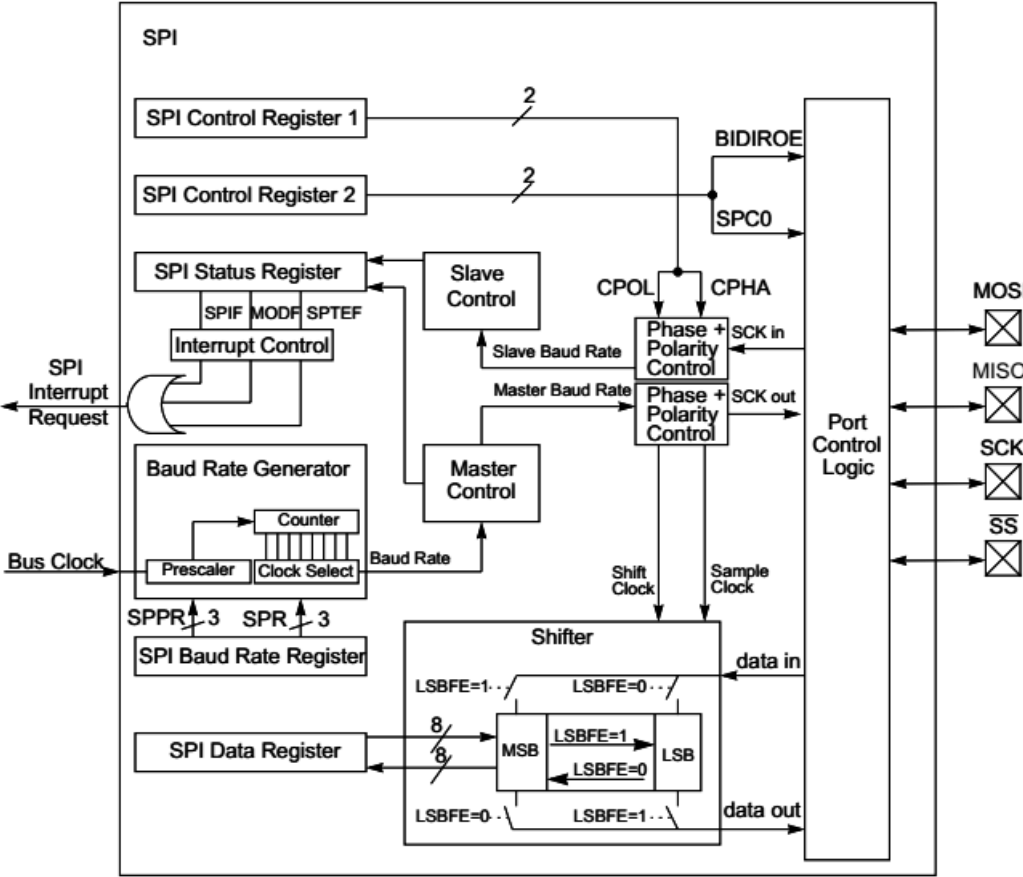 SPI
SPI Control Register 1
2
BIDIROE
SPI Control Register 2
2
SPC0
SPI Status Register
Slave
Control
CPOL
CPHA
SPIF
MODF
SPTEF
Interrupt Control
Phase +
Polarity
Control
SCK in
Slave Baud Rate
SPI
Interrupt
Request
Master Baud Rate
Phase +
Polarity
Control
SCK out
Port
Control
Logic
MOSI
MISO
SCK
SS
Baud Rate Generator
Master
Control
Counter
Bus Clock
Prescaler
Clock Select
Baud Rate
Shift
Clock
Sample
Clock
SPPR
3
SPR
3
SPI Baud Rate Register
Shifter
data in
LSBFE=1
LSBFE=0
SPI Data Register
8
8
MSB
LSBFE=1
LSBFE=0
LSB
LSBFE=0
LSBFE=1
data out